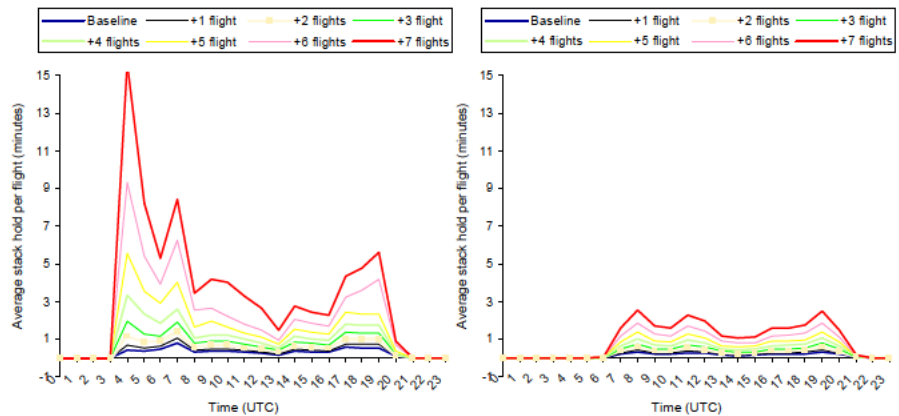 Baseline +1 flight +2 flights +3 flight
+4 flights +5 flight +6 flights +7 flights
Average stack hold per flight (minutes)
15
13
11
9
7
5
3
1
-1
0 1 2 3 4 5 6 7 8 9 10 11 12 13 14 15 16 17 18 19 20 21 22 23
Time (UTC)
Baseline +1 flight +2 flights +3 flight
+4 flights +5 flight +6 flights +7 flights
Average stack hold per flight (minutes)
15
13
11
9
7
5
3
1
-1
0 1 2 3 4 5 6 7 8 9 10 11 12 13 14 15 16 17 18 19 20 21 22 23
Time (UTC)